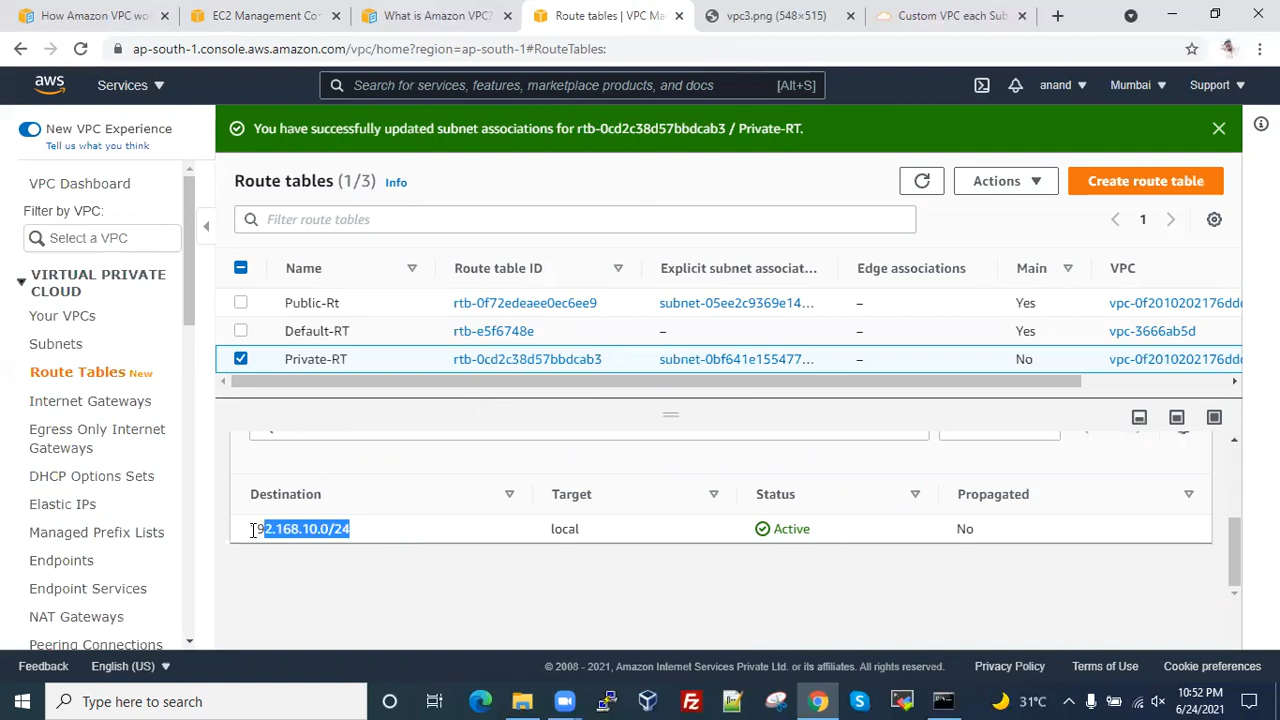 How Amazon VPC wor
EC2 Management Co
What is Amazon VPC?
Route tables | VPC Ma
vpc3.png (548×515)
Custom VPC each Sub
ap-south-1.console.aws.amazon.com/vpc/home?region=ap-south-1#RouteTables:
aws
Services
Search for services, features, marketplace products, and docs
[Alt+S]
anand
Mumbai
Support
New VPC Experience
Tell us what you think
You have successfully updated subnet associations for rtb-0cd2c38d57bbdcab3 / Private-RT.
VPC Dashboard
Filter by VPC:
Select a VPC
VIRTUAL PRIVATE
CLOUD
Your VPCs
Subnets
Route Tables New
Internet Gateways
Egress Only Internet
Gateways
DHCP Options Sets
Elastic IPs
Managed Prefix Lists
Endpoints
Endpoint Services
NAT Gateways
Peering Connections
Route tables (1/3) Info
Actions
Create route table
Filter route tables
1
Name Route table ID Explicit subnet associat... Edge associations Main VPC
Public-Rt rtb-0f72edeaee0ec6ee9 subnet-05ee2c9369e14... – Yes vpc-0f2010202176ddc
Default-RT rtb-e5f6748e – – Yes vpc-3666ab5d
Private-RT rtb-0cd2c38d57bbdcab3 subnet-0bf641e155477... – No vpc-0f2010202176ddc
Destination Target Status Propagated
192.168.10.0/24 local Active No
Feedback
English (US)
© 2008 - 2021, Amazon Internet Services Private Ltd. or its affiliates. All rights reserved.
Privacy Policy
Terms of Use
Cookie preferences
Type here to search
31°C
10:52 PM
6/24/2021